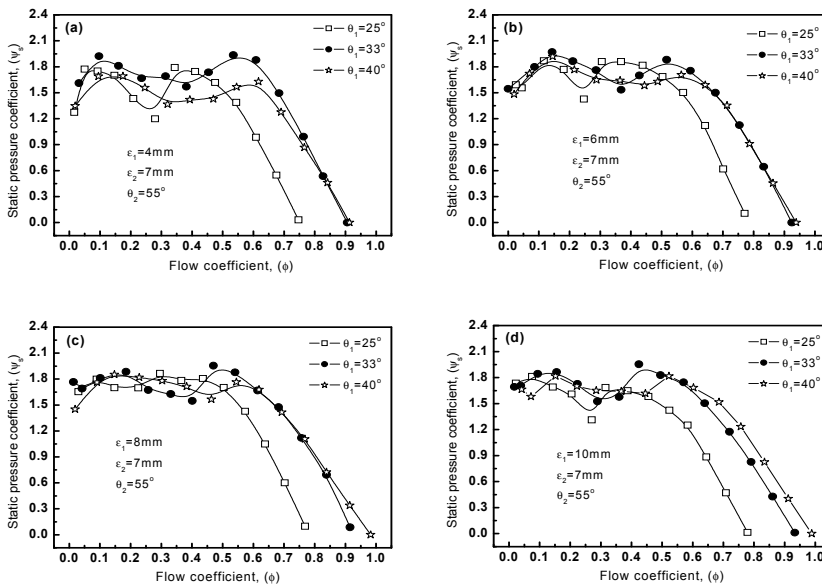 (a)
θ₁=25°
θ₁=33°
θ₁=40°
ε₁=4mm
ε₂=7mm
θ₂=55°
Static pressure coefficient, (ψₛ)
2.4
2.1
1.8
1.5
1.2
0.9
0.6
0.3
0.0
0.0 0.1 0.2 0.3 0.4 0.5 0.6 0.7 0.8 0.9 1.0
Flow coefficient, (ϕ)
(b)
θ₁=25°
θ₁=33°
θ₁=40°
ε₁=6mm
ε₂=7mm
θ₂=55°
Static pressure coefficient, (ψₛ)
2.4
2.1
1.8
1.5
1.2
0.9
0.6
0.3
0.0
0.0 0.1 0.2 0.3 0.4 0.5 0.6 0.7 0.8 0.9 1.0
Flow coefficient, (ϕ)
(c)
θ₁=25°
θ₁=33°
θ₁=40°
ε₁=8mm
ε₂=7mm
θ₂=55°
Static pressure coefficient, (ψₛ)
2.4
2.1
1.8
1.5
1.2
0.9
0.6
0.3
0.0
0.0 0.1 0.2 0.3 0.4 0.5 0.6 0.7 0.8 0.9 1.0
Flow coefficient, (ϕ)
(d)
θ₁=25°
θ₁=33°
θ₁=40°
ε₁=10mm
ε₂=7mm
θ₂=55°
Static pressure coefficient, (ψₛ)
2.4
2.1
1.8
1.5
1.2
0.9
0.6
0.3
0.0
0.0 0.1 0.2 0.3 0.4 0.5 0.6 0.7 0.8 0.9 1.0
Flow coefficient, (ϕ)